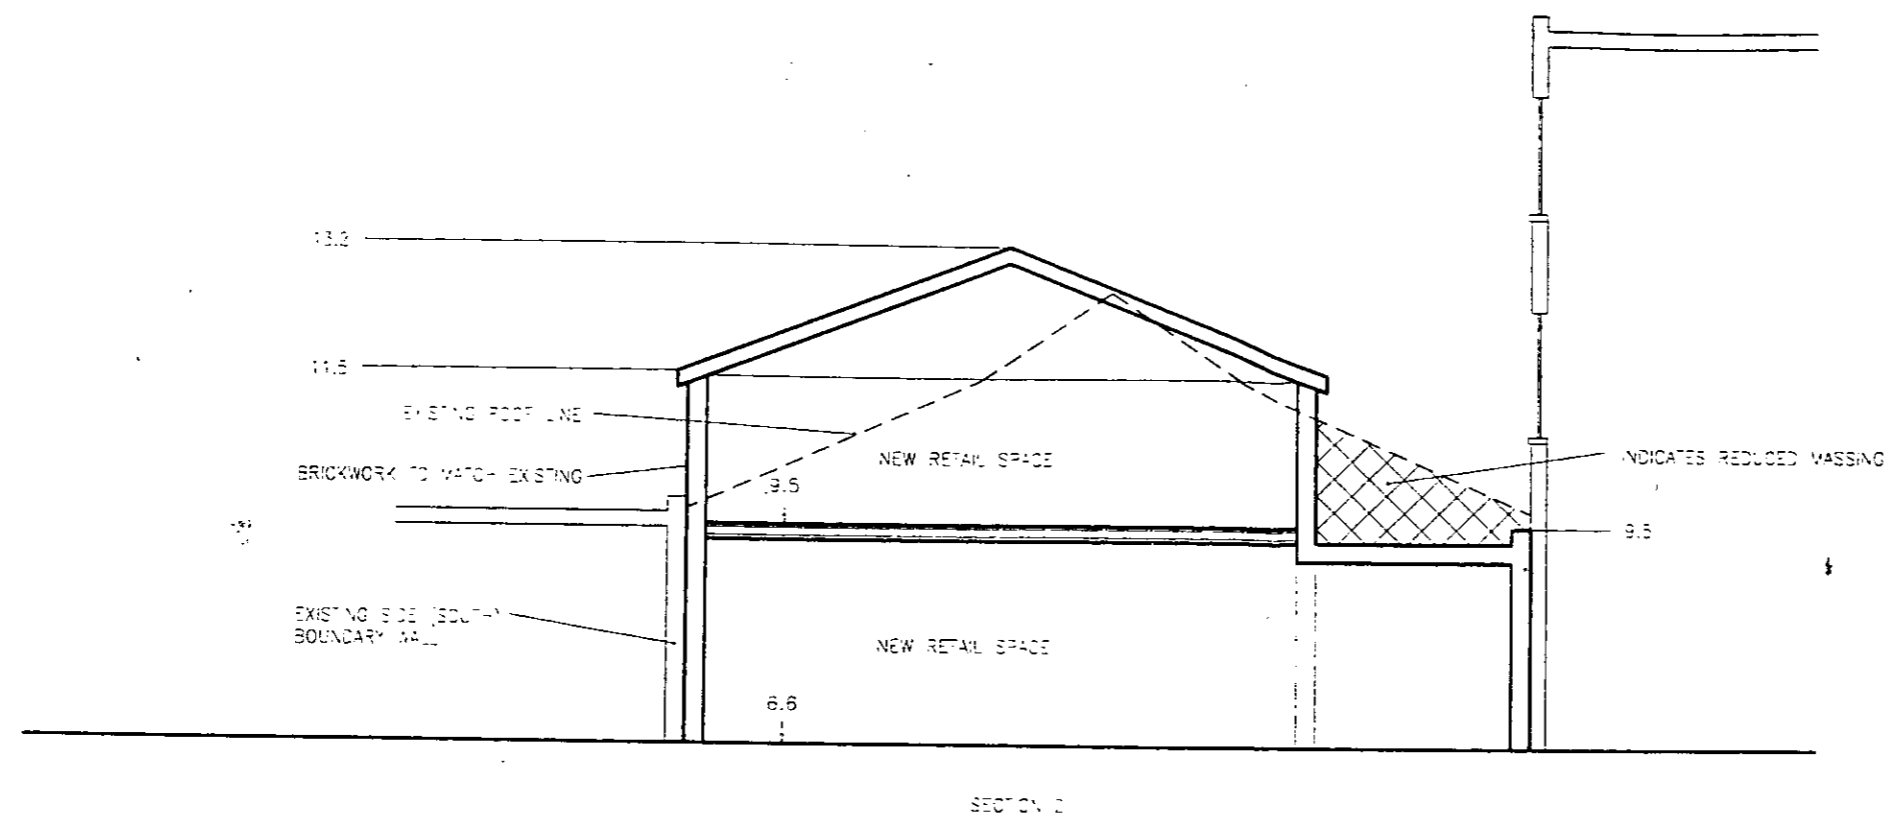 13.2
11.5
EXISTING ROOF LINE
NEW RETAIL SPACE
INDICATES REDUCED MASSING
BRICKWORK TO MATCH EXISTING
9.5
9.5
EXISTING SIDE (SOUTH)
BOUNDARY WALL
NEW RETAIL SPACE
6.6
SECTION 2